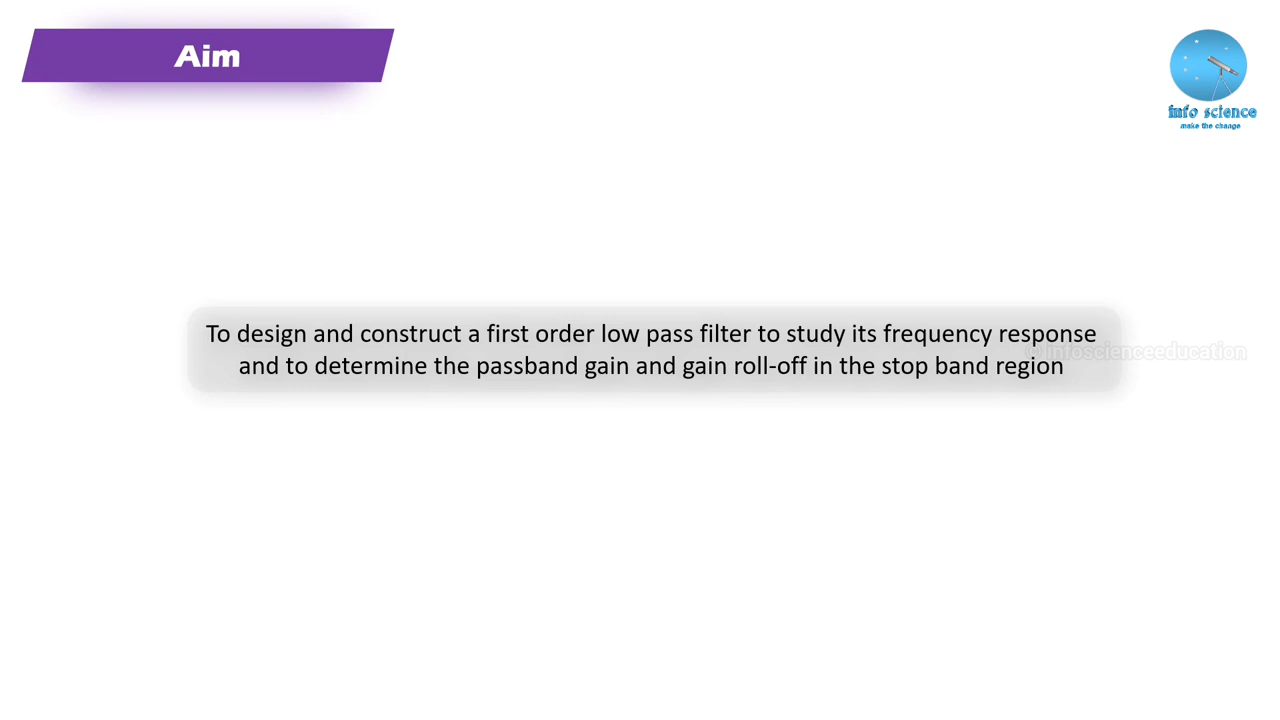 Aim
info science
make the change
To design and construct a first order low pass filter to study its frequency response
and to determine the passband gain and gain roll-off in the stop band region
© infoscienceeducation